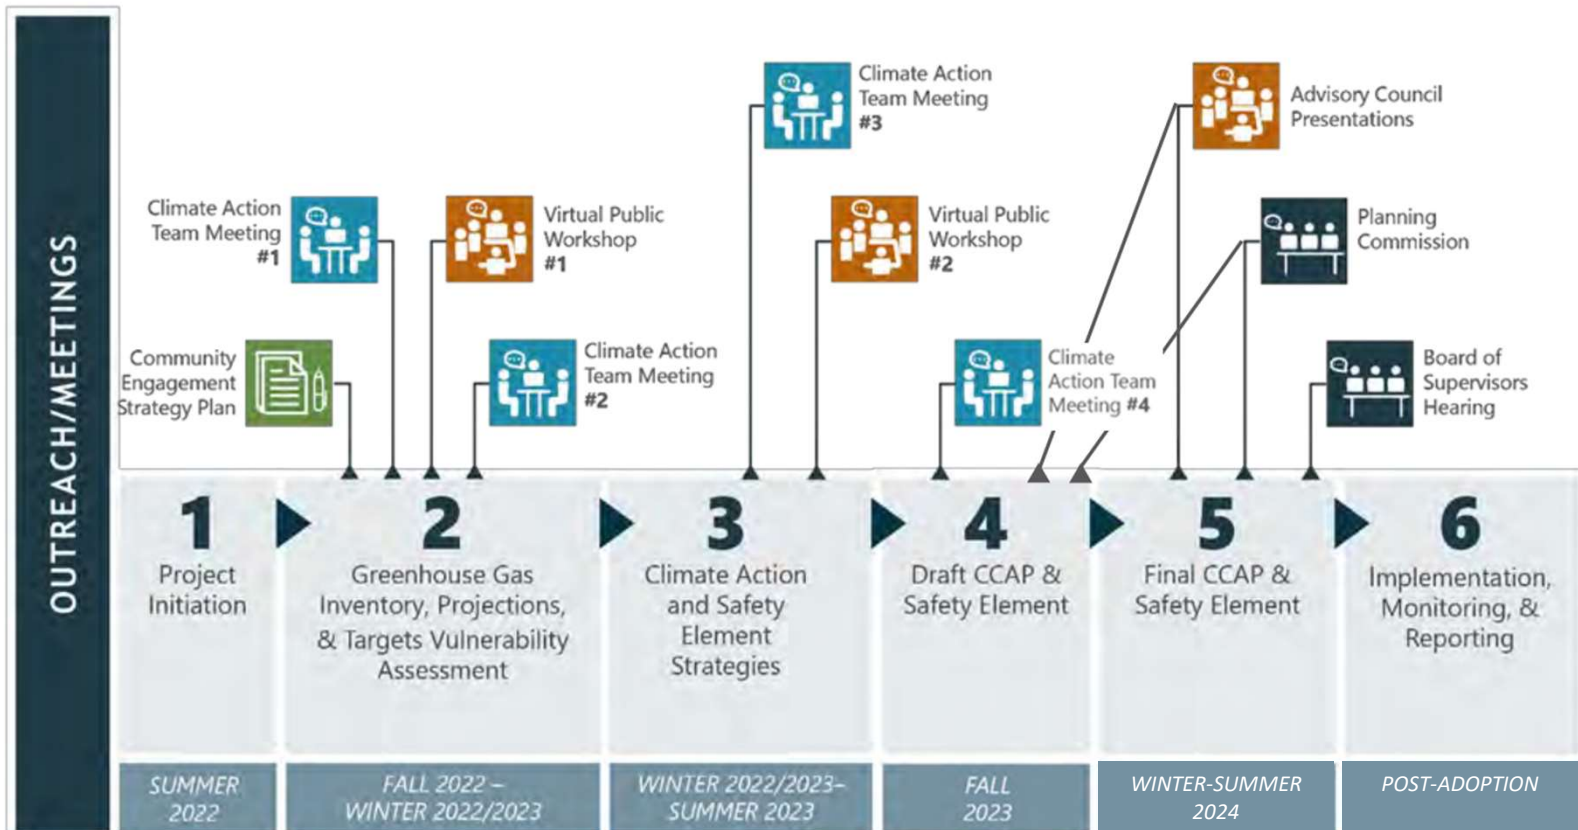 OUTREACH/MEETINGS
Climate Action
Team Meeting
#1
Community
Engagement
Strategy Plan
Virtual Public
Workshop
#1
Climate Action
Team Meeting
#2
Climate Action
Team Meeting
#3
Virtual Public
Workshop
#2
Climate
Action Team
Meeting #4
Advisory Council
Presentations
Planning
Commission
Board of
Supervisors
Hearing
1
Project
Initiation
SUMMER
2022
2
Greenhouse Gas
Inventory, Projections,
& Targets Vulnerability
Assessment
FALL 2022 –
WINTER 2022/2023
3
Climate Action
and Safety
Element
Strategies
WINTER 2022/2023–
SUMMER 2023
4
Draft CCAP &
Safety Element
FALL
2023
5
Final CCAP &
Safety Element
WINTER-SUMMER
2024
6
Implementation,
Monitoring, &
Reporting
POST-ADOPTION